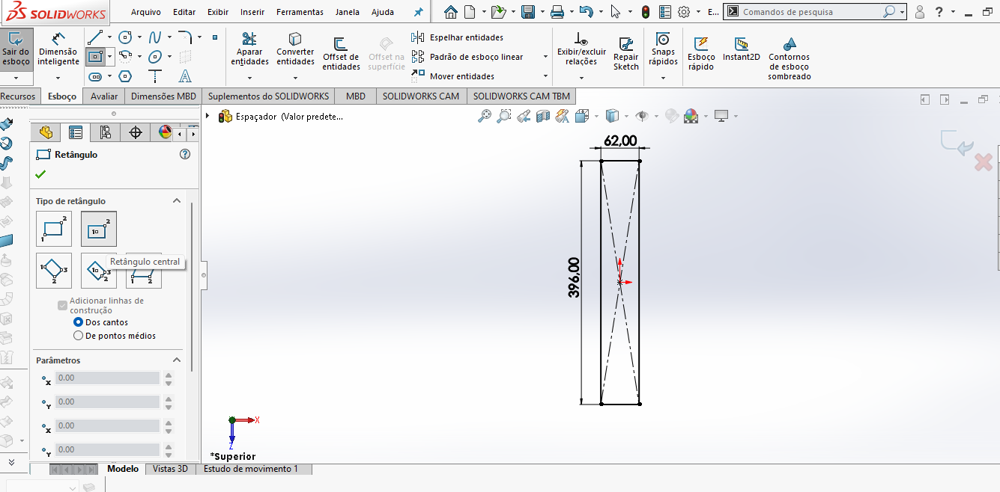 SOLIDWORKS
Arquivo Editar Exibir Inserir Ferramentas Janela Ajuda
E...
Comandos de pesquisa
Sair do esboço
Dimensão inteligente
Aparar entidades
Converter entidades
Offset de entidades
Offset na superfície
Espelhar entidades
Padrão de esboço linear
Mover entidades
Exibir/excluir relações
Repair Sketch
Snaps rápidos
Esboço rápido
Instant2D
Contornos de esboço sombreado
Recursos Esboço Avaliar Dimensões MBD Suplementos do SOLIDWORKS MBD SOLIDWORKS CAM SOLIDWORKS CAM TBM
Espaçador (Valor predete...
Retângulo
Tipo de retângulo
Retângulo central
Adicionar linhas de
construção
Dos cantos
De pontos médios
Parâmetros
x 0.00
Y 0.00
x 0.00
Y 0.00
62,00
396,00
X
Z
*Superior
Modelo Vistas 3D Estudo de movimento 1